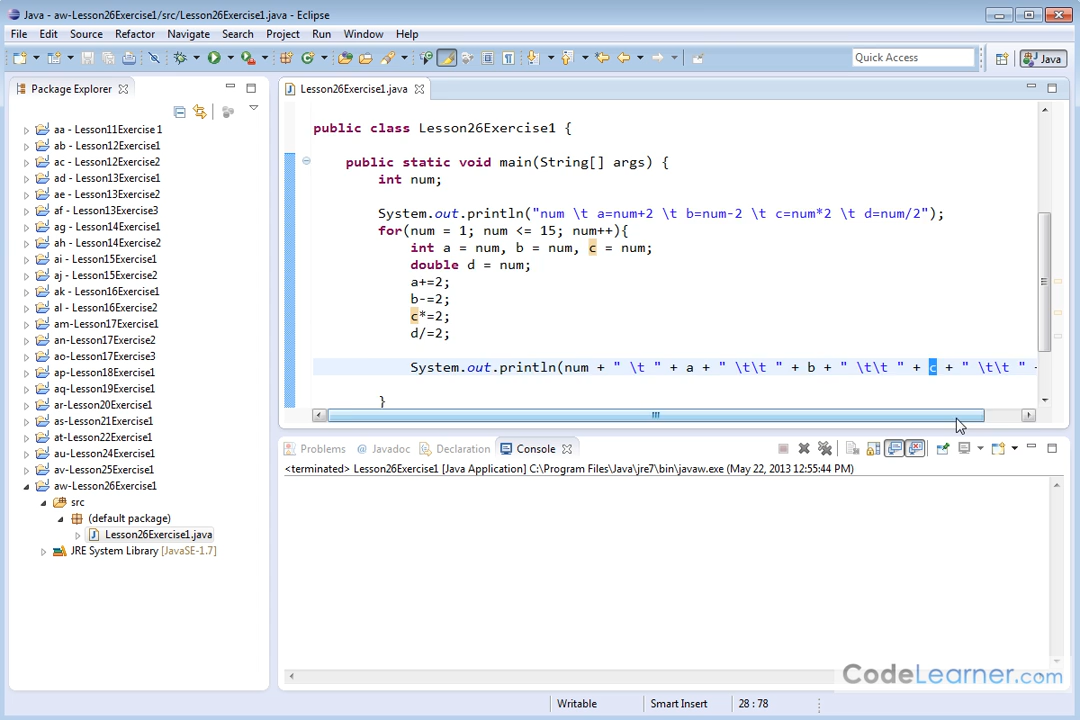 Java - aw-Lesson26Exercise1/src/Lesson26Exercise1.java - Eclipse
File Edit Source Refactor Navigate Search Project Run Window Help
Quick Access
Java
Package Explorer
Lesson26Exercise1.java
aa - Lesson11Exercise1
ab - Lesson12Exercise1
ac - Lesson12Exercise2
ad - Lesson13Exercise1
ae - Lesson13Exercise2
af - Lesson13Exercise3
ag - Lesson14Exercise1
ah - Lesson14Exercise2
ai - Lesson15Exercise1
aj - Lesson15Exercise2
ak - Lesson16Exercise1
al - Lesson16Exercise2
am-Lesson17Exercise1
an-Lesson17Exercise2
ao-Lesson17Exercise3
ap-Lesson18Exercise1
aq-Lesson19Exercise1
ar-Lesson20Exercise1
as-Lesson21Exercise1
at-Lesson22Exercise1
au-Lesson24Exercise1
av-Lesson25Exercise1
aw-Lesson26Exercise1
src
(default package)
Lesson26Exercise1.java
JRE System Library [JavaSE-1.7]
public class Lesson26Exercise1 {
public static void main(String[] args) {
int num;
System.out.println("num \t a=num+2 \t b=num-2 \t c=num*2 \t d=num/2");
for(num = 1; num <= 15; num++){
int a = num, b = num, c = num;
double d = num;
a+=2;
b-=2;
c*=2;
d/=2;
System.out.println(num + " \t " + a + " \t\t " + b + " \t\t " + c + " \t\t " +
}
Problems @ Javadoc Declaration Console
<terminated> Lesson26Exercise1 [Java Application] C:\Program Files\Java\jre7\bin\javaw.exe (May 22, 2013 12:55:44 PM)
CodeLearner.com
Writable Smart Insert 28 : 78